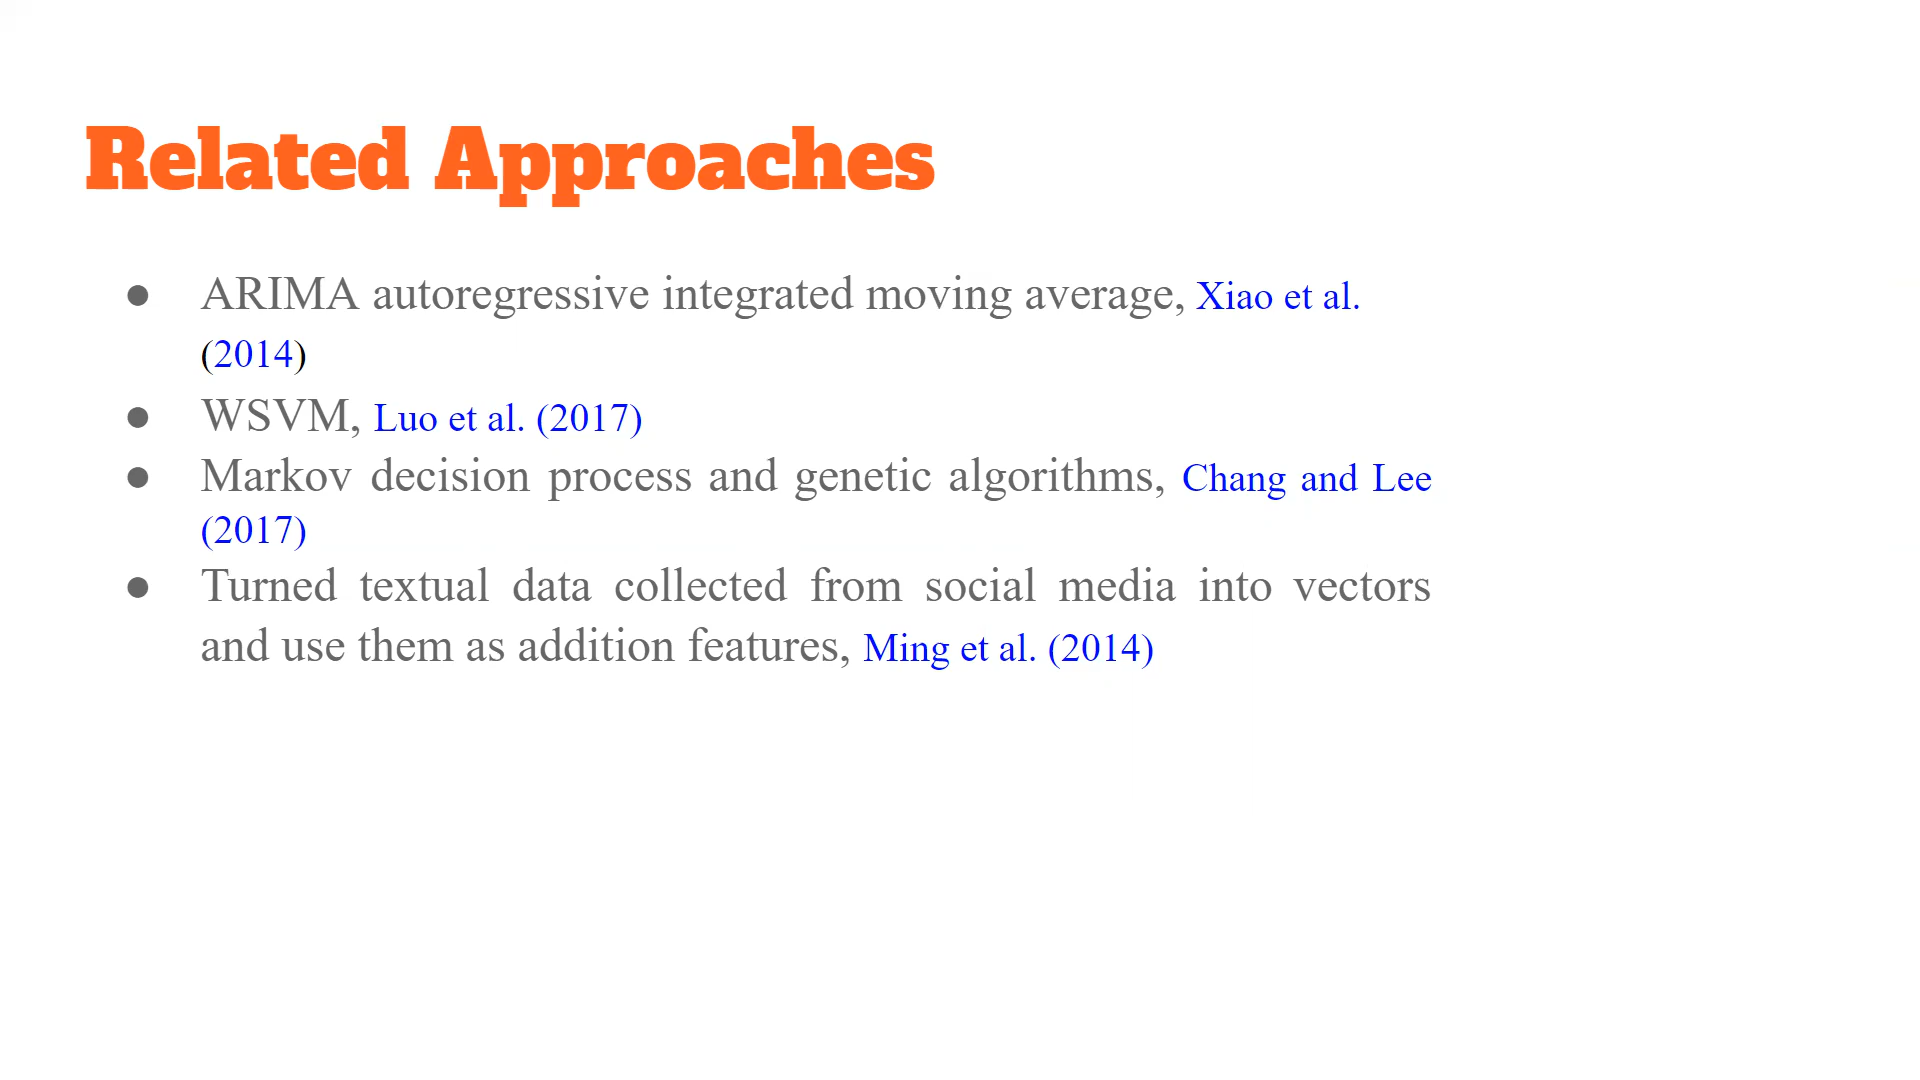 Related Approaches
● ARIMA autoregressive integrated moving average, Xiao et al.
(2014)
● WSVM, Luo et al. (2017)
● Markov decision process and genetic algorithms, Chang and Lee
(2017)
● Turned textual data collected from social media into vectors
and use them as addition features, Ming et al. (2014)